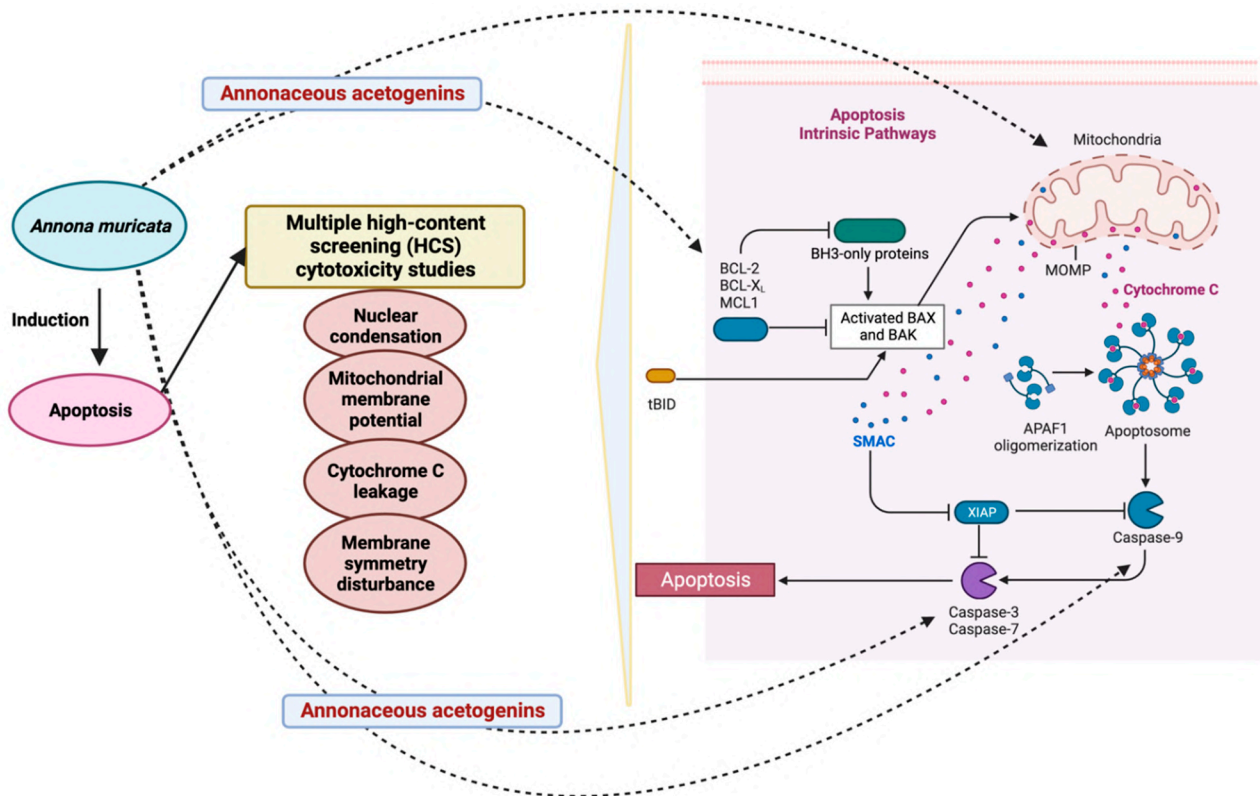 Annonaceous acetogenins
Annona muricata
Induction
Apoptosis
Multiple high-content
screening (HCS)
cytotoxicity studies
Nuclear
condensation
Mitochondrial
membrane
potential
Cytochrome C
leakage
Membrane
symmetry
disturbance
Annonaceous acetogenins
Apoptosis
Intrinsic Pathways
Mitochondria
BH3-only proteins
BCL-2
BCL-X_L
MCL1
MOMP
Cytochrome C
Activated BAX
and BAK
tBID
SMAC
APAF1
oligomerization
Apoptosome
XIAP
Caspase-9
Apoptosis
Caspase-3
Caspase-7